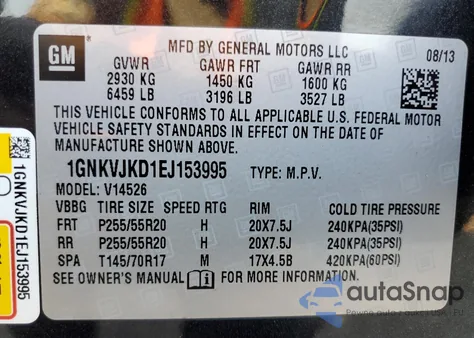 GM
MFD BY GENERAL MOTORS LLC
08/13
GVWR GAWR FRT GAWR RR
2930 KG 1450 KG 1600 KG
6459 LB 3196 LB 3527 LB
THIS VEHICLE CONFORMS TO ALL APPLICABLE U.S. FEDERAL MOTOR
VEHICLE SAFETY STANDARDS IN EFFECT ON THE DATE OF
MANUFACTURE SHOWN ABOVE.
1GNKVJKD1EJ153995 TYPE: M.P.V.
MODEL: V14526
VBBG TIRE SIZE SPEED RTG RIM COLD TIRE PRESSURE
FRT P255/55R20 H 20X7.5J 240KPA(35PSI)
RR P255/55R20 H 20X7.5J 240KPA(35PSI)
SPA T145/70R17 M 17X4.5B 420KPA(60PSI)
SEE OWNER'S MANUAL FOR MORE INFORMATION
1GNKVJKD1EJ153995
autoSnap